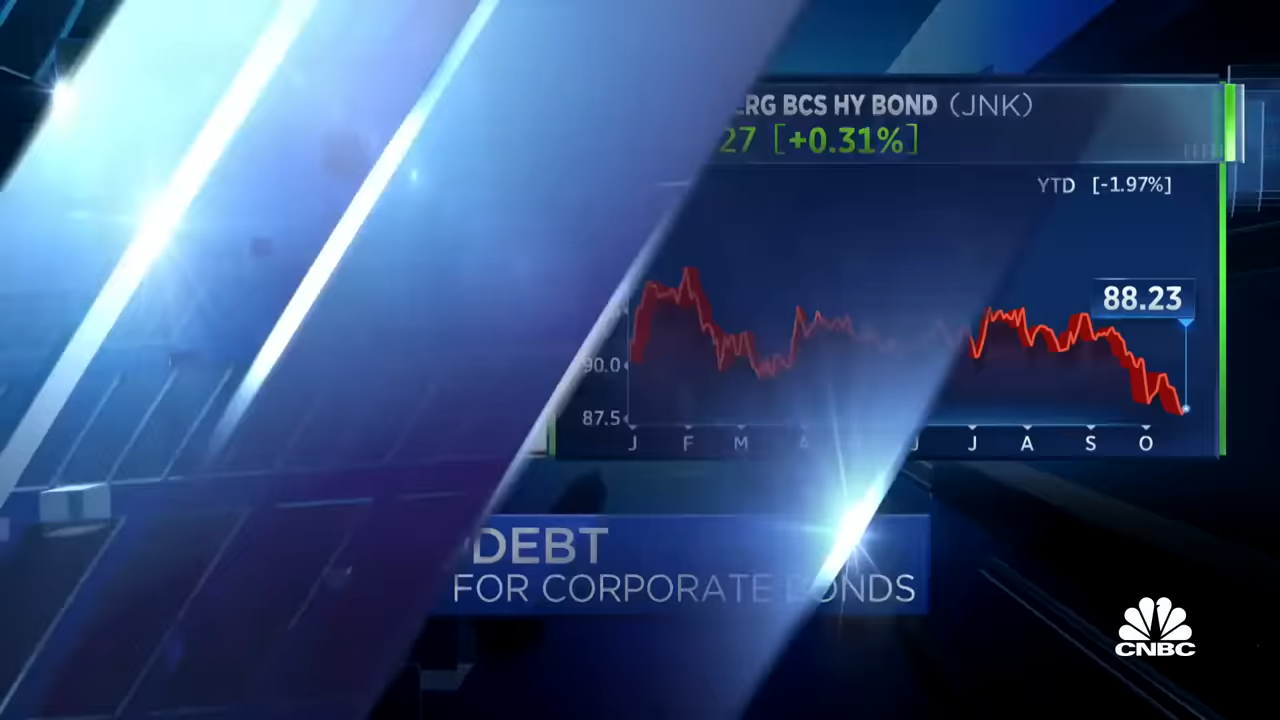 BCS HY BOND (JNK)
27 [+0.31%]
YTD [-1.97%]
88.23
90.0
87.5
J F M A J J A S O
DEBT
FOR CORPORATE BONDS
CNBC